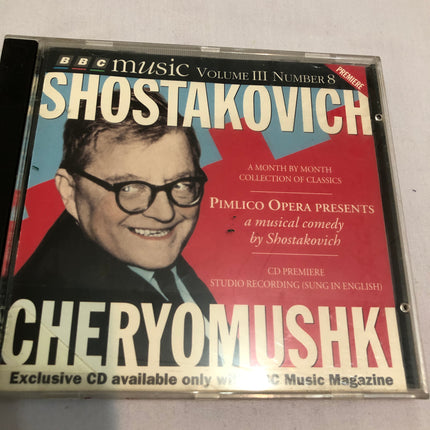 BBC music VOLUME III NUMBER 8
PREMIERE
SHOSTAKOVICH
A MONTH BY MONTH
COLLECTION OF CLASSICS
PIMLICO OPERA PRESENTS
a musical comedy
by Shostakovich
CD PREMIERE
STUDIO RECORDING (SUNG IN ENGLISH)
CHERYOMUSHKI
Exclusive CD available only C Music Magazine